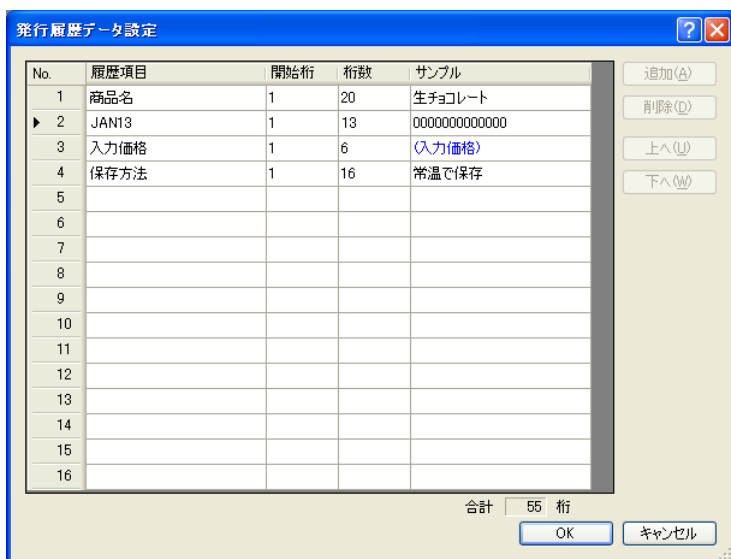 発行履歴データ設定
No. 履歴項目 開始桁 桁数 サンプル
1 商品名 1 20 生チョコレート
2 JAN13 1 13 0000000000000
3 入力価格 1 6 (入力価格)
4 保存方法 1 16 常温で保存
5
6
7
8
9
10
11
12
13
14
15
16
追加(A)
削除(D)
上へ(U)
下へ(W)
合計 55 桁
OK キャンセル